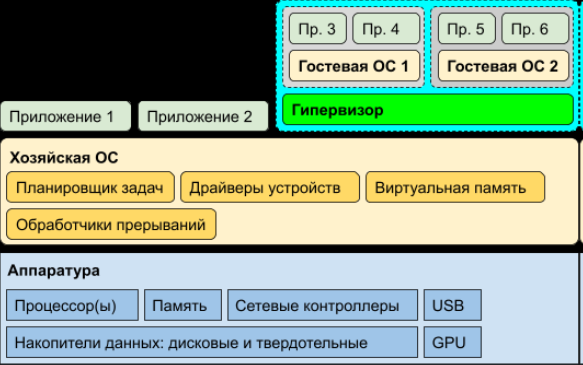 Пр. 3 Пр. 4 Пр. 5 Пр. 6
Гостевая ОС 1 Гостевая ОС 2
Гипервизор
Приложение 1 Приложение 2
Хозяйская ОС
Планировщик задач Драйверы устройств Виртуальная память
Обработчики прерываний
Аппаратура
Процессор(ы) Память Сетевые контроллеры USB
Накопители данных: дисковые и твердотельные GPU